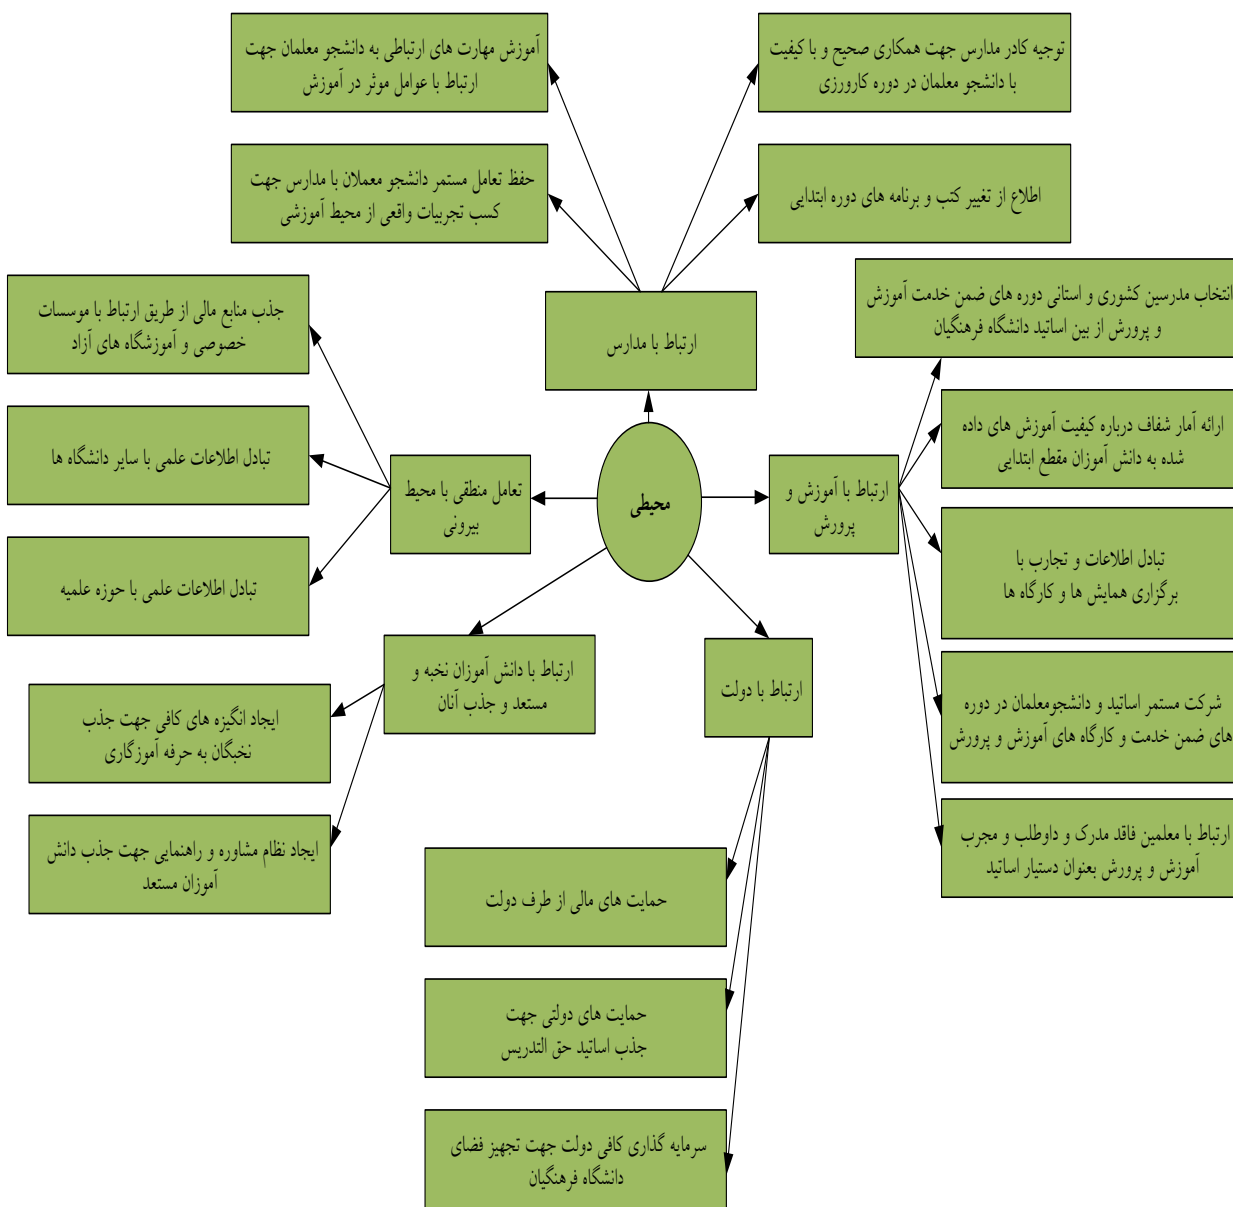 توجیه کادر مدارس جهت همکاری صحیح و با کیفیت
با دانشجو معلمان در دوره کارورزی
آموزش مهارت های ارتباطی به دانشجو معلمان جهت
ارتباط با عوامل موثر در آموزش
اطلاع از تغییر کتب و برنامه های دوره ابتدایی
حفظ تعامل مستمر دانشجو معملان با مدارس جهت
کسب تجربیات واقعی از محیط آموزشی
ارتباط با مدارس
انتخاب مدرسین کشوری و استانی دوره های ضمن خدمت آموزش
و پرورش از بین اساتید دانشگاه فرهنگیان
ارائه آمار شفاف درباره کیفیت آموزش های داده
شده به دانش آموزان مقطع ابتدایی
تبادل اطلاعات و تجارب با
برگزاری همایش ها و کارگاه ها
شرکت مستمر اساتید و دانشجومعلمان در دوره
های ضمن خدمت و کارگاه های آموزش و پرورش
ارتباط با معلمین فاقد مدرک و داوطلب و مجرب
آموزش و پرورش بعنوان دستیار اساتید
ارتباط با آموزش و
پرورش
محیطی
تعامل منطقی با محیط
بیرونی
جذب منابع مالی از طریق ارتباط با موسسات
خصوصی و آموزشگاه های آزاد
تبادل اطلاعات علمی با سایر دانشگاه ها
تبادل اطلاعات علمی با حوزه علمیه
ارتباط با دولت
ارتباط با دانش آموزان نخبه و
مستعد و جذب آنان
ایجاد انگیزه های کافی جهت جذب
نخبگان به حرفه آموزگاری
ایجاد نظام مشاوره و راهنمایی جهت جذب دانش
آموزان مستعد
حمایت های مالی از طرف دولت
حمایت های دولتی جهت
جذب اساتید حق التدریس
سرمایه گذاری کافی دولت جهت تجهیز فضای
دانشگاه فرهنگیان